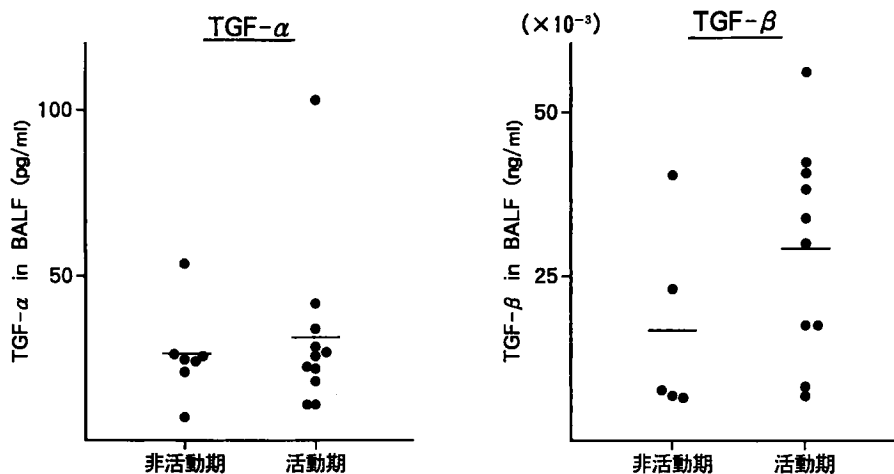 TGF-α
100
50
TGF-α in BALF (pg/ml)
非活動期
活動期
(×10⁻³)
TGF-β
50
25
TGF-β in BALF (ng/ml)
非活動期
活動期